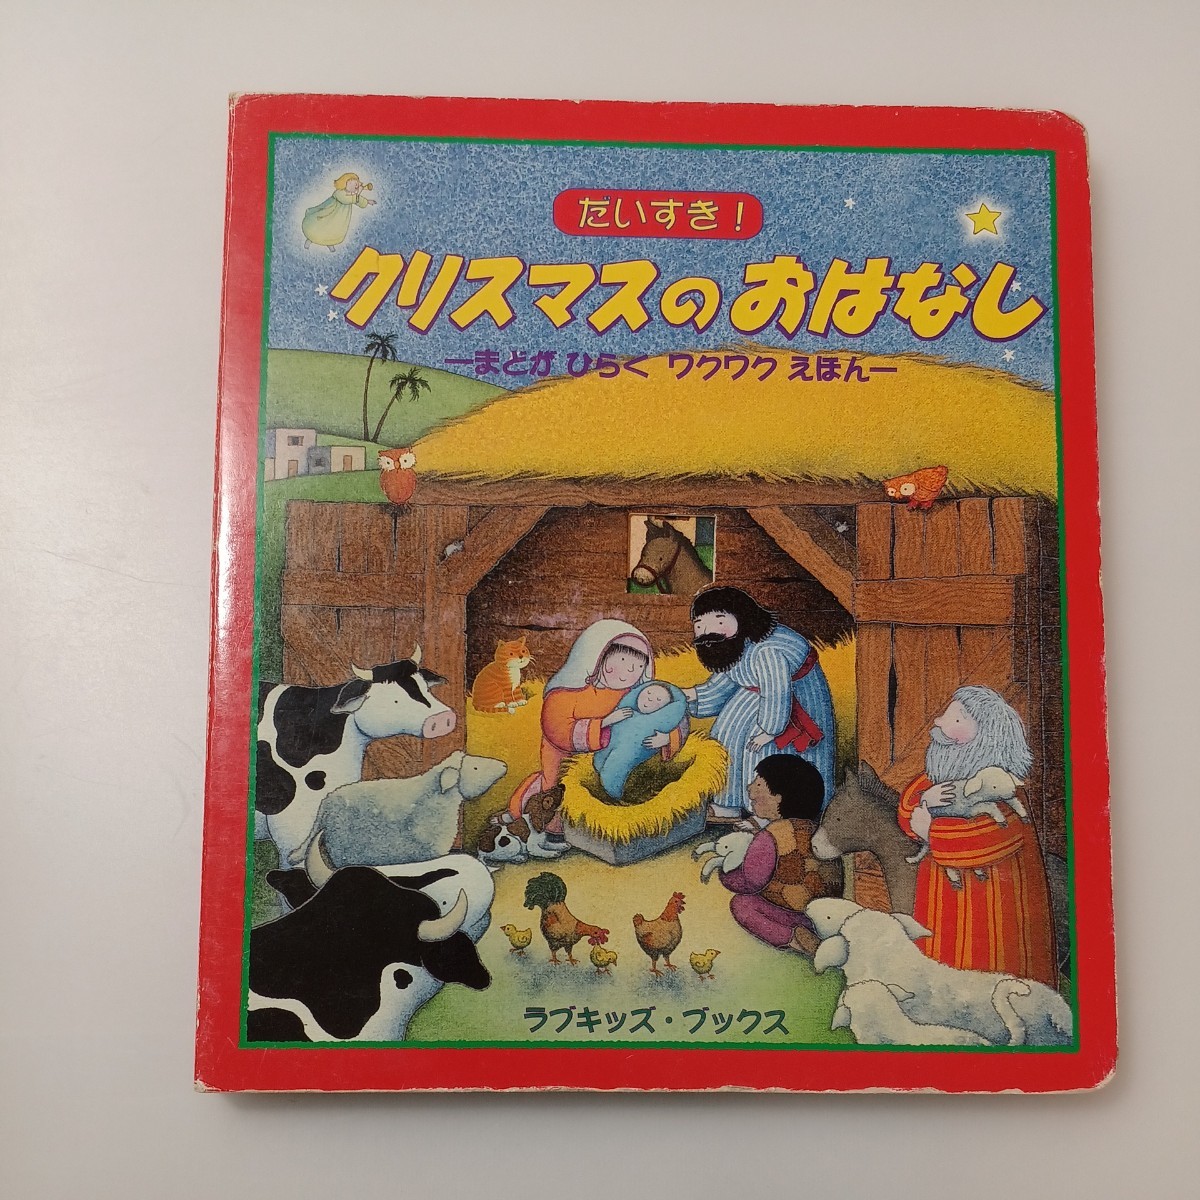 だいすき！
クリスマスのおはなし
ーまどが ひらく ワクワク えほんー
ラブキッズ・ブックス